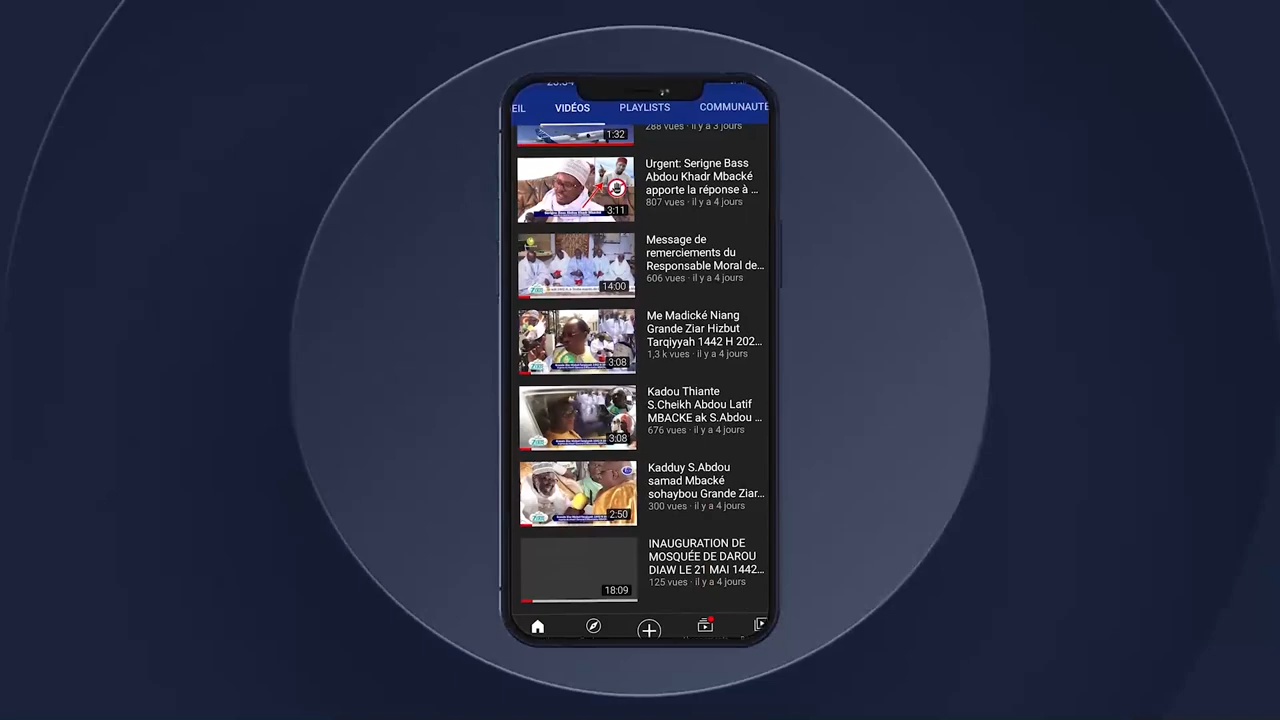 EIL VIDÉOS PLAYLISTS COMMUNAUTÉ
1:32
288 vues · il y a 3 jours
Urgent: Serigne Bass
Abdou Khadr Mbacké
apporte la réponse à ...
807 vues · il y a 4 jours
3:11
Message de
remerciements du
Responsable Moral de...
606 vues · il y a 4 jours
14:00
Me Madické Niang
Grande Ziar Hizbut
Tarqiyyah 1442 H 202...
1,3 k vues · il y a 4 jours
3:08
Kadou Thiante
S.Cheikh Abdou Latif
MBACKE ak S.Abdou ...
676 vues · il y a 4 jours
3:08
Kadduy S.Abdou
samad Mbacké
sohaybou Grande Ziar...
300 vues · il y a 4 jours
2:50
INAUGURATION DE
MOSQUÉE DE DAROU
DIAW LE 21 MAI 1442...
125 vues · il y a 4 jours
18:09